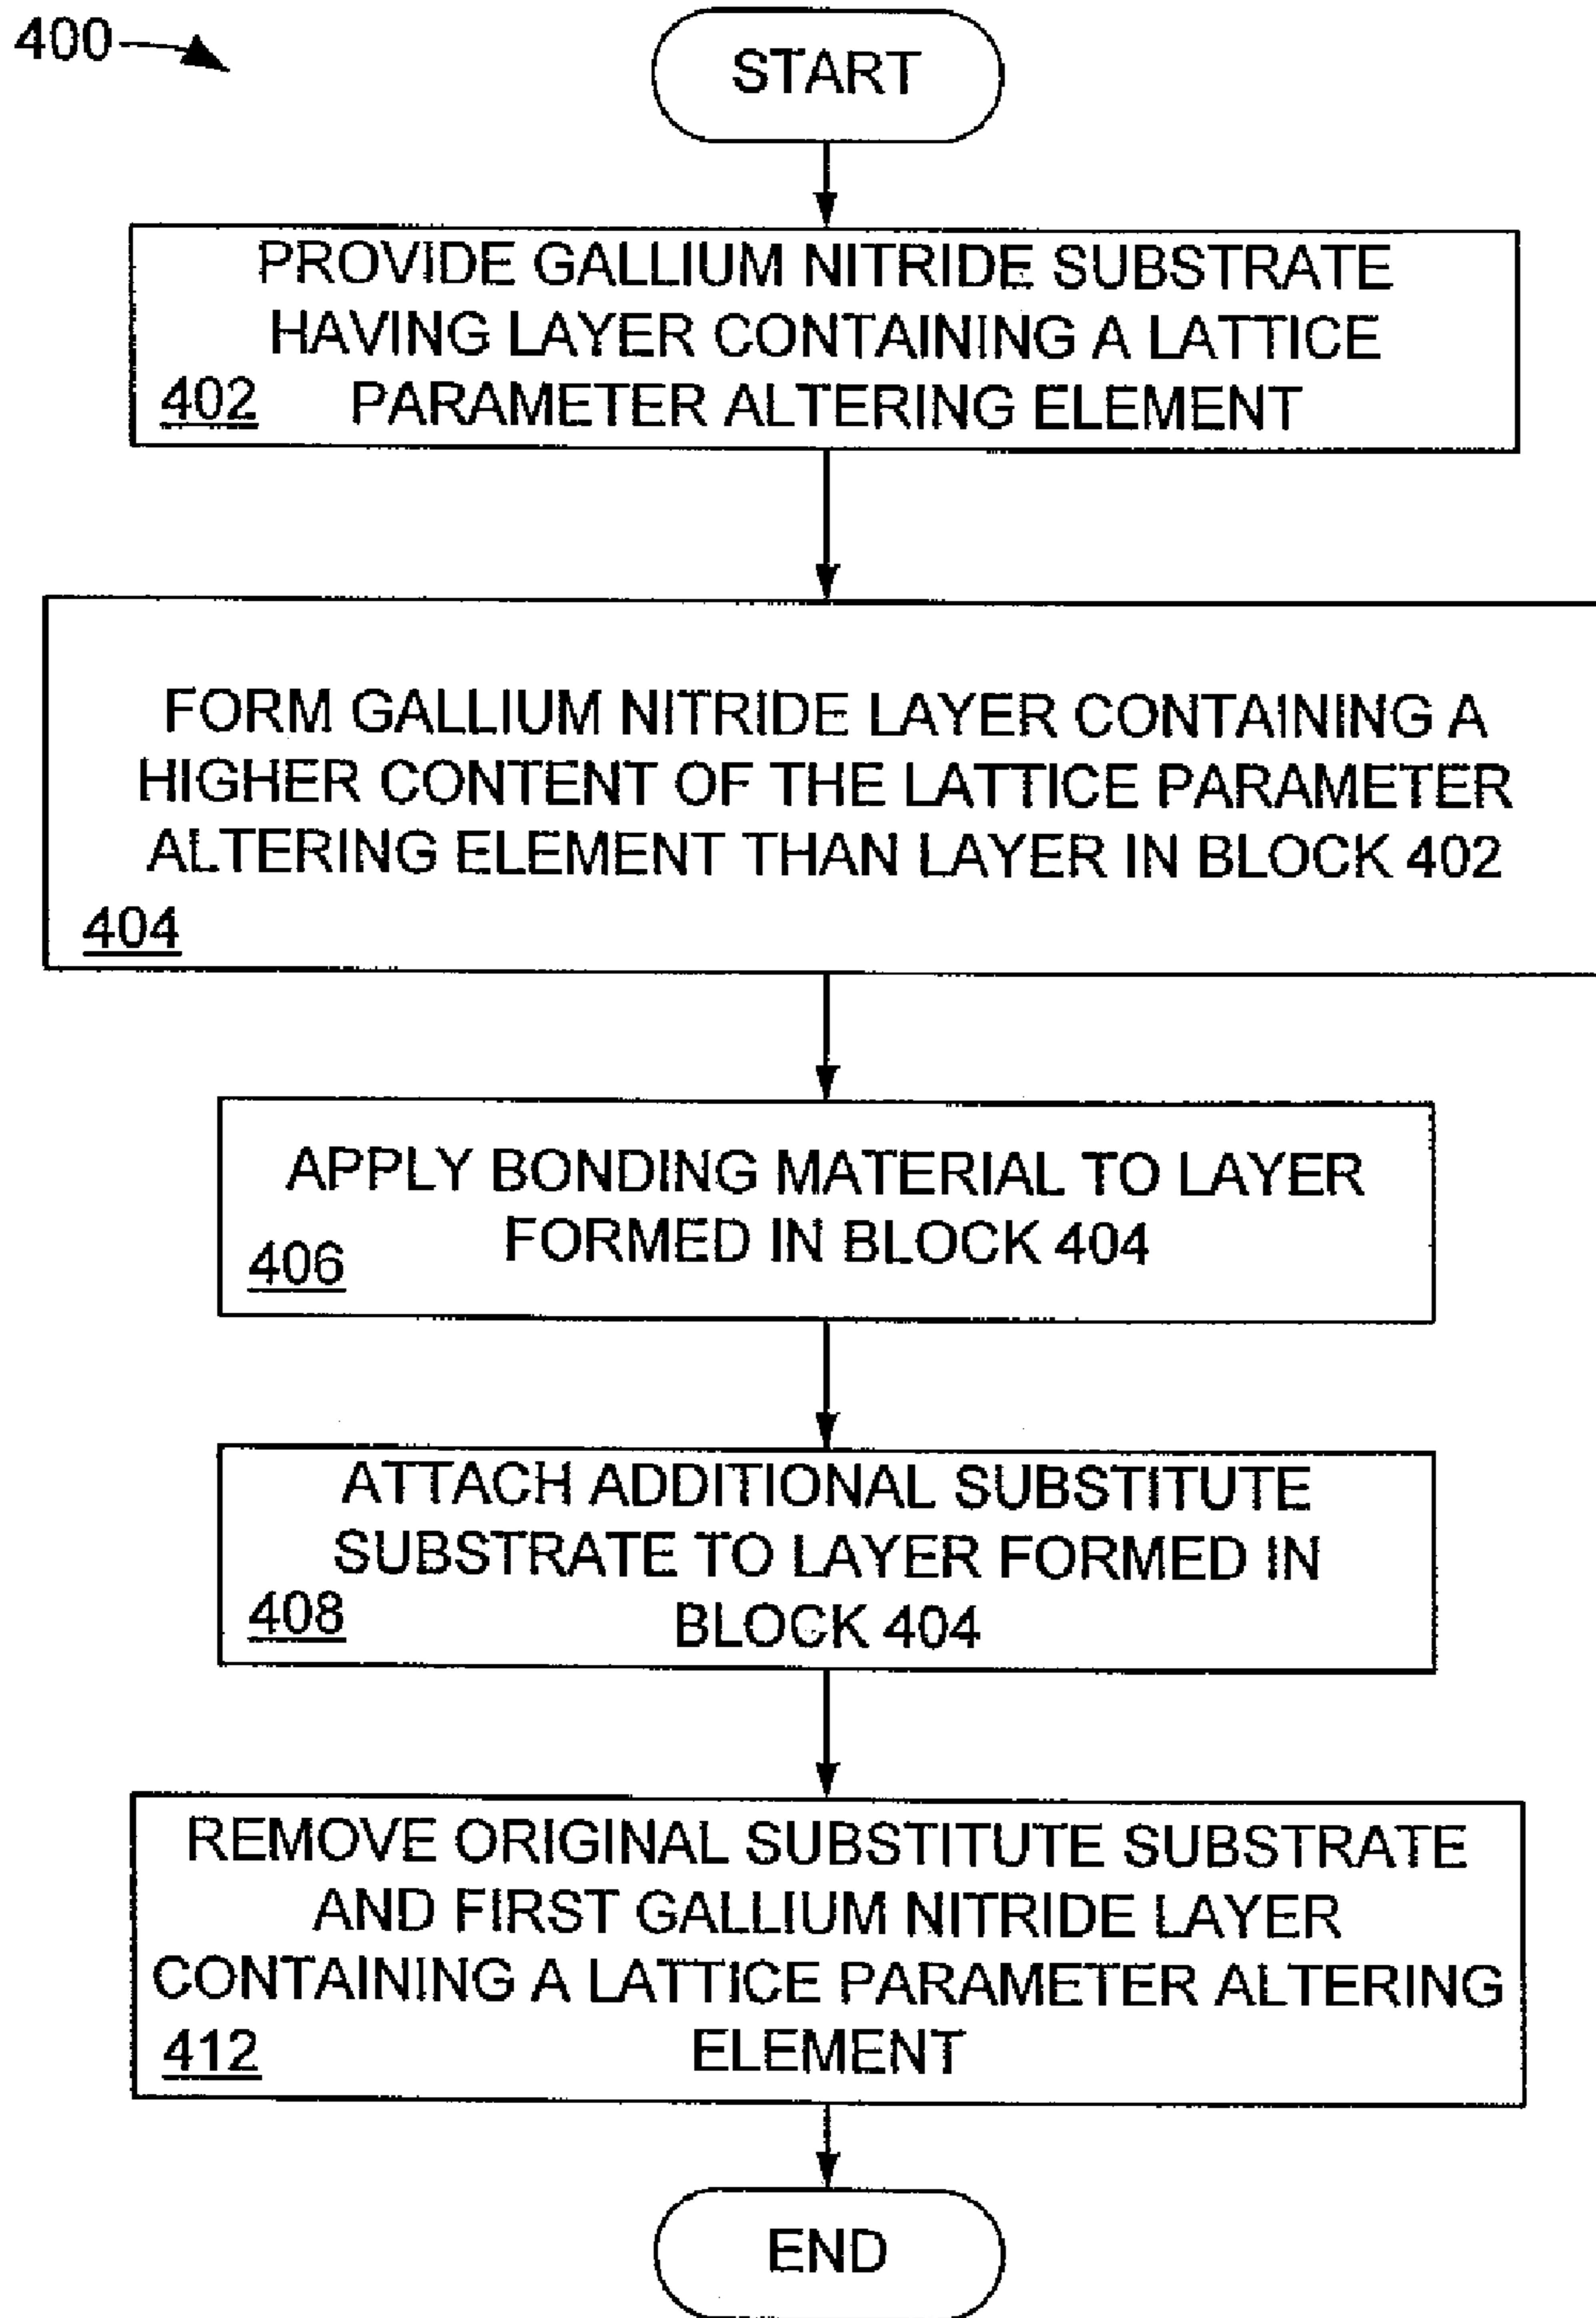 400
START
PROVIDE GALLIUM NITRIDE SUBSTRATE
HAVING LAYER CONTAINING A LATTICE
402 PARAMETER ALTERING ELEMENT
FORM GALLIUM NITRIDE LAYER CONTAINING A
HIGHER CONTENT OF THE LATTICE PARAMETER
ALTERING ELEMENT THAN LAYER IN BLOCK 402
404
APPLY BONDING MATERIAL TO LAYER
406 FORMED IN BLOCK 404
ATTACH ADDITIONAL SUBSTITUTE
SUBSTRATE TO LAYER FORMED IN
408 BLOCK 404
REMOVE ORIGINAL SUBSTITUTE SUBSTRATE
AND FIRST GALLIUM NITRIDE LAYER
CONTAINING A LATTICE PARAMETER ALTERING
412 ELEMENT
END